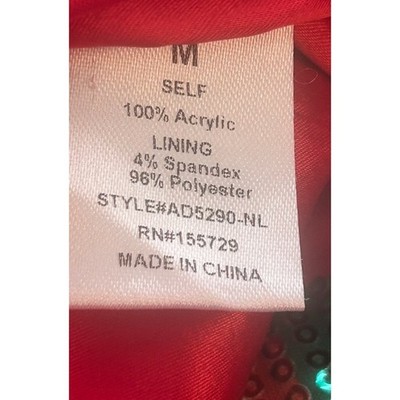 M
SELF
100% Acrylic
LINING
4% Spandex
96% Polyester
STYLE#AD5290-NL
RN#155729
MADE IN CHINA